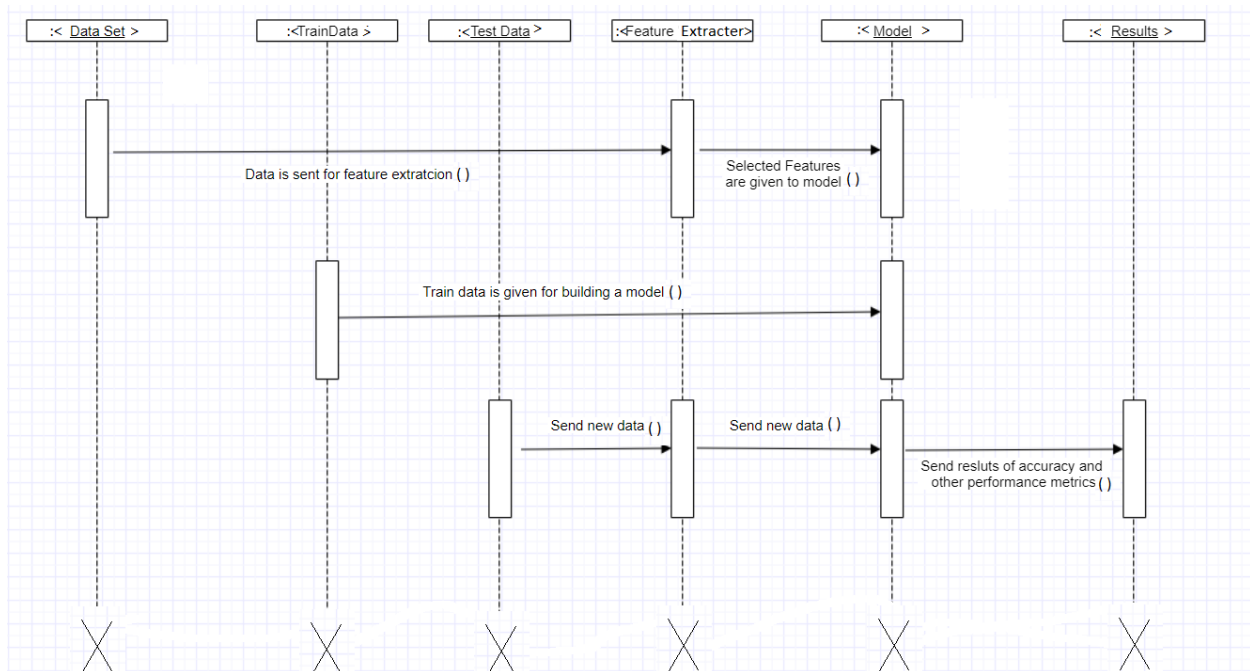 :< Data Set >
:<TrainData >
:<Test Data >
:<Feature Extracter>
:< Model >
:< Results >
Data is sent for feature extratcion ( )
Selected Features
are given to model ( )
Train data is given for building a model ( )
Send new data ( )
Send new data ( )
Send resluts of accuracy and
other performance metrics ( )